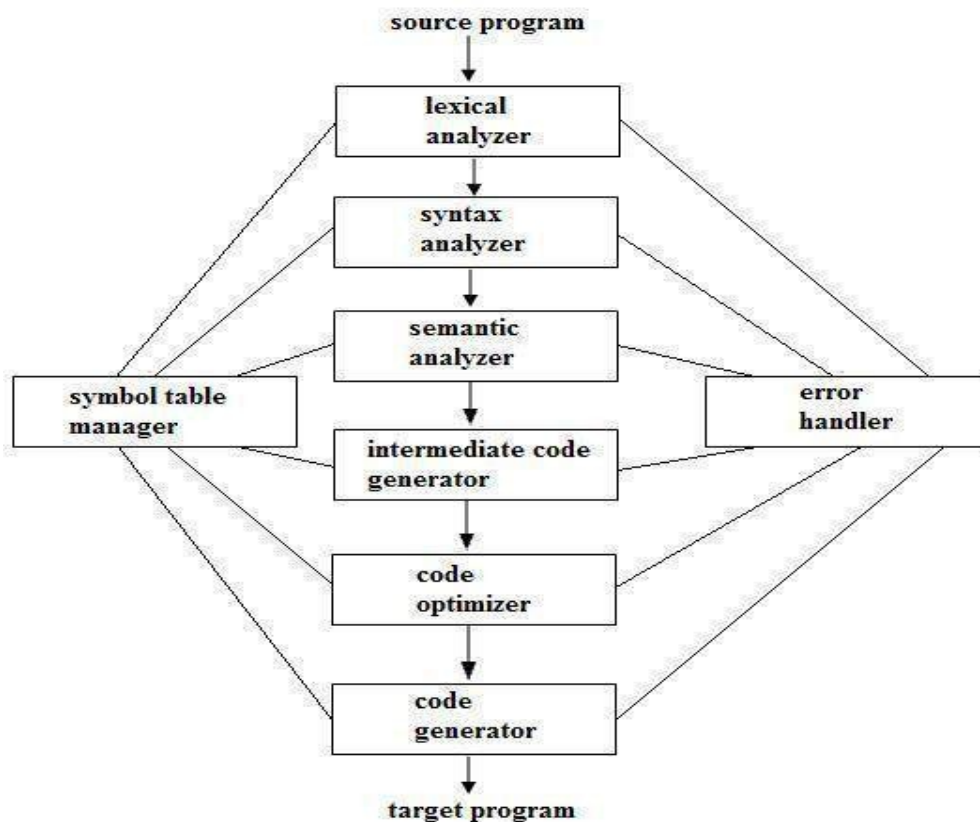 source program
lexical
analyzer
syntax
analyzer
semantic
analyzer
symbol table
manager
error
handler
intermediate code
generator
code
optimizer
code
generator
target program